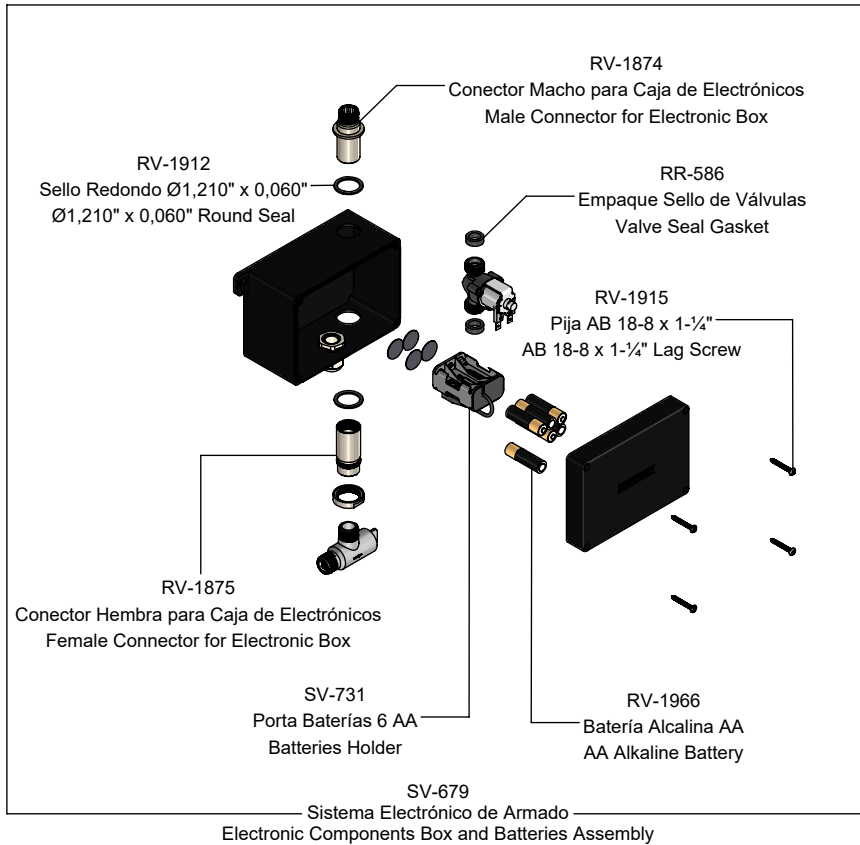 RV-1874
Conector Macho para Caja de Electrónicos
Male Connector for Electronic Box
RV-1912
Sello Redondo Ø1,210" x 0,060"
Ø1,210" x 0,060" Round Seal
RR-586
Empaque Sello de Válvulas
Valve Seal Gasket
RV-1915
Pija AB 18-8 x 1-¼"
AB 18-8 x 1-¼" Lag Screw
RV-1875
Conector Hembra para Caja de Electrónicos
Female Connector for Electronic Box
SV-731
Porta Baterías 6 AA
Batteries Holder
RV-1966
Batería Alcalina AA
AA Alkaline Battery
SV-679
Sistema Electrónico de Armado
Electronic Components Box and Batteries Assembly